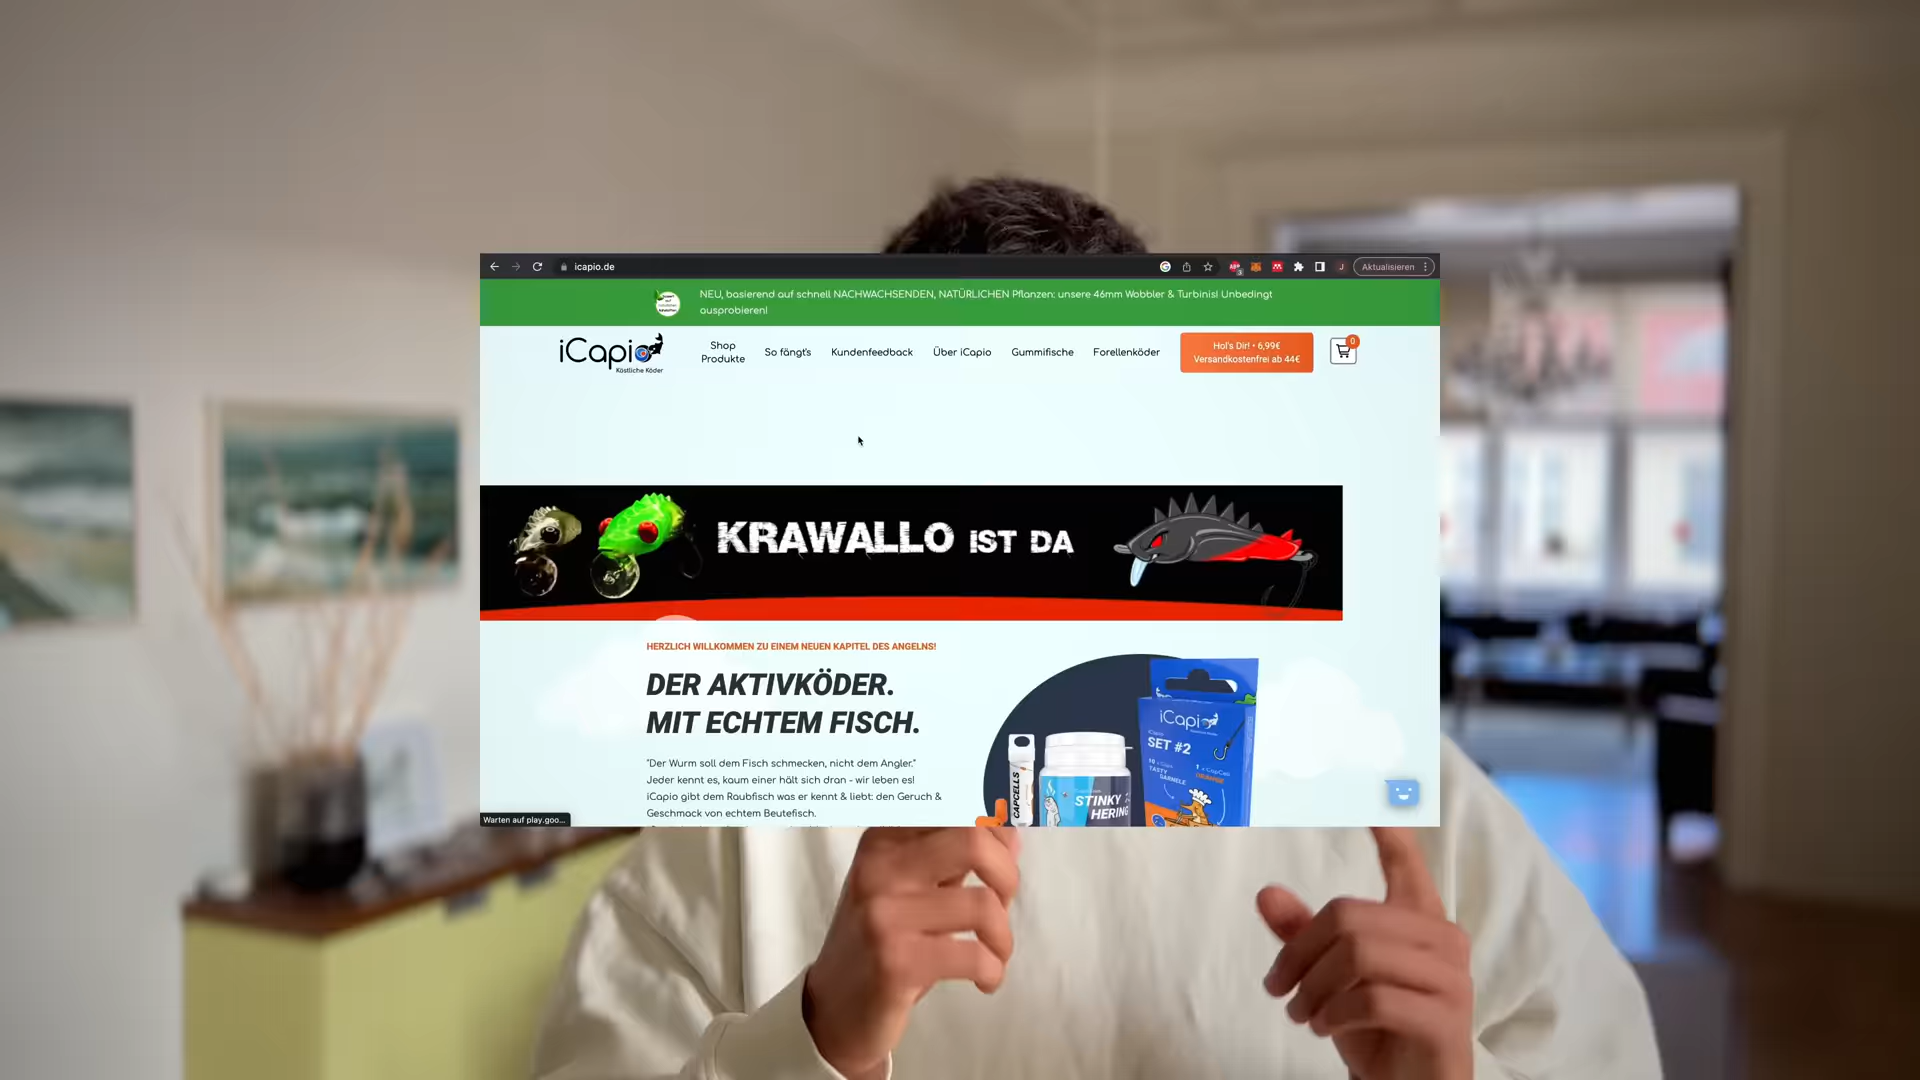 icapio.de
J
Aktualisieren
NEU, basierend auf schnell NACHWACHSENDEN, NATÜRLICHEN Pflanzen: unsere 46mm Wobbler & Turbinis! Unbedingt
ausprobieren!
iCapio
Köstliche Köder
Shop
Produkte
So fängt's
Kundenfeedback
Über iCapio
Gummifische
Forellenköder
Hol's Dir! • 6,99€
Versandkostenfrei ab 44€
0
KRAWALLO IST DA
HERZLICH WILLKOMMEN ZU EINEM NEUEN KAPITEL DES ANGELNS!
DER AKTIVKÖDER.
MIT ECHTEM FISCH.
"Der Wurm soll dem Fisch schmecken, nicht dem Angler."
Jeder kennt es, kaum einer hält sich dran - wir leben es!
iCapio gibt dem Raubfisch was er kennt & liebt: den Geruch &
Geschmack von echtem Beutefisch.
CAPCELLS
STINKY
HERING
iCapio
SET #2
TASTY
ORANGE
Warten auf play.goo...